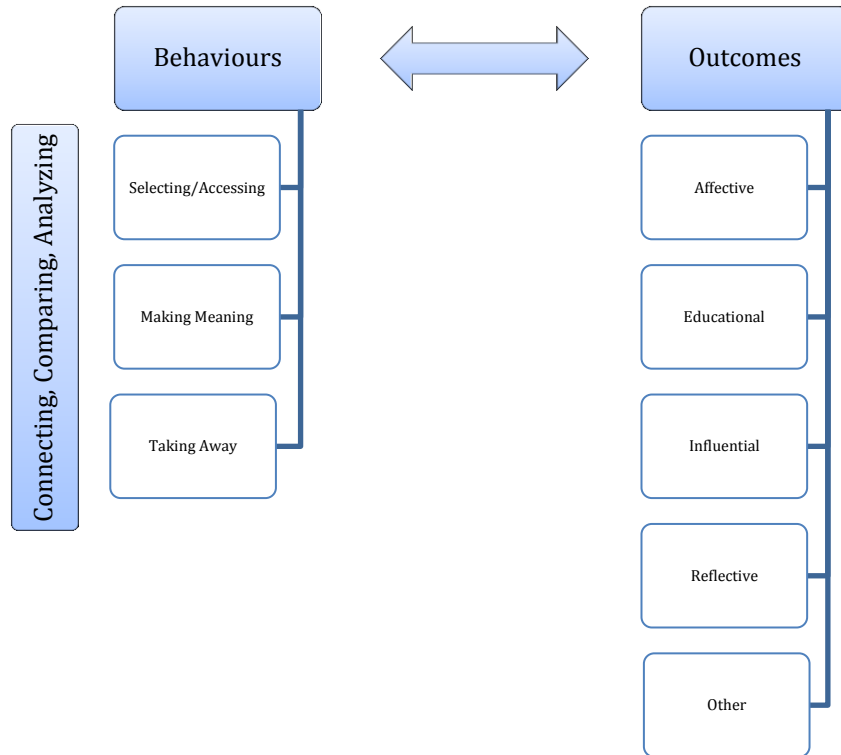 Behaviours
Outcomes
Connecting, Comparing, Analyzing
Selecting/Accessing
Making Meaning
Taking Away
Affective
Educational
Influential
Reflective
Other